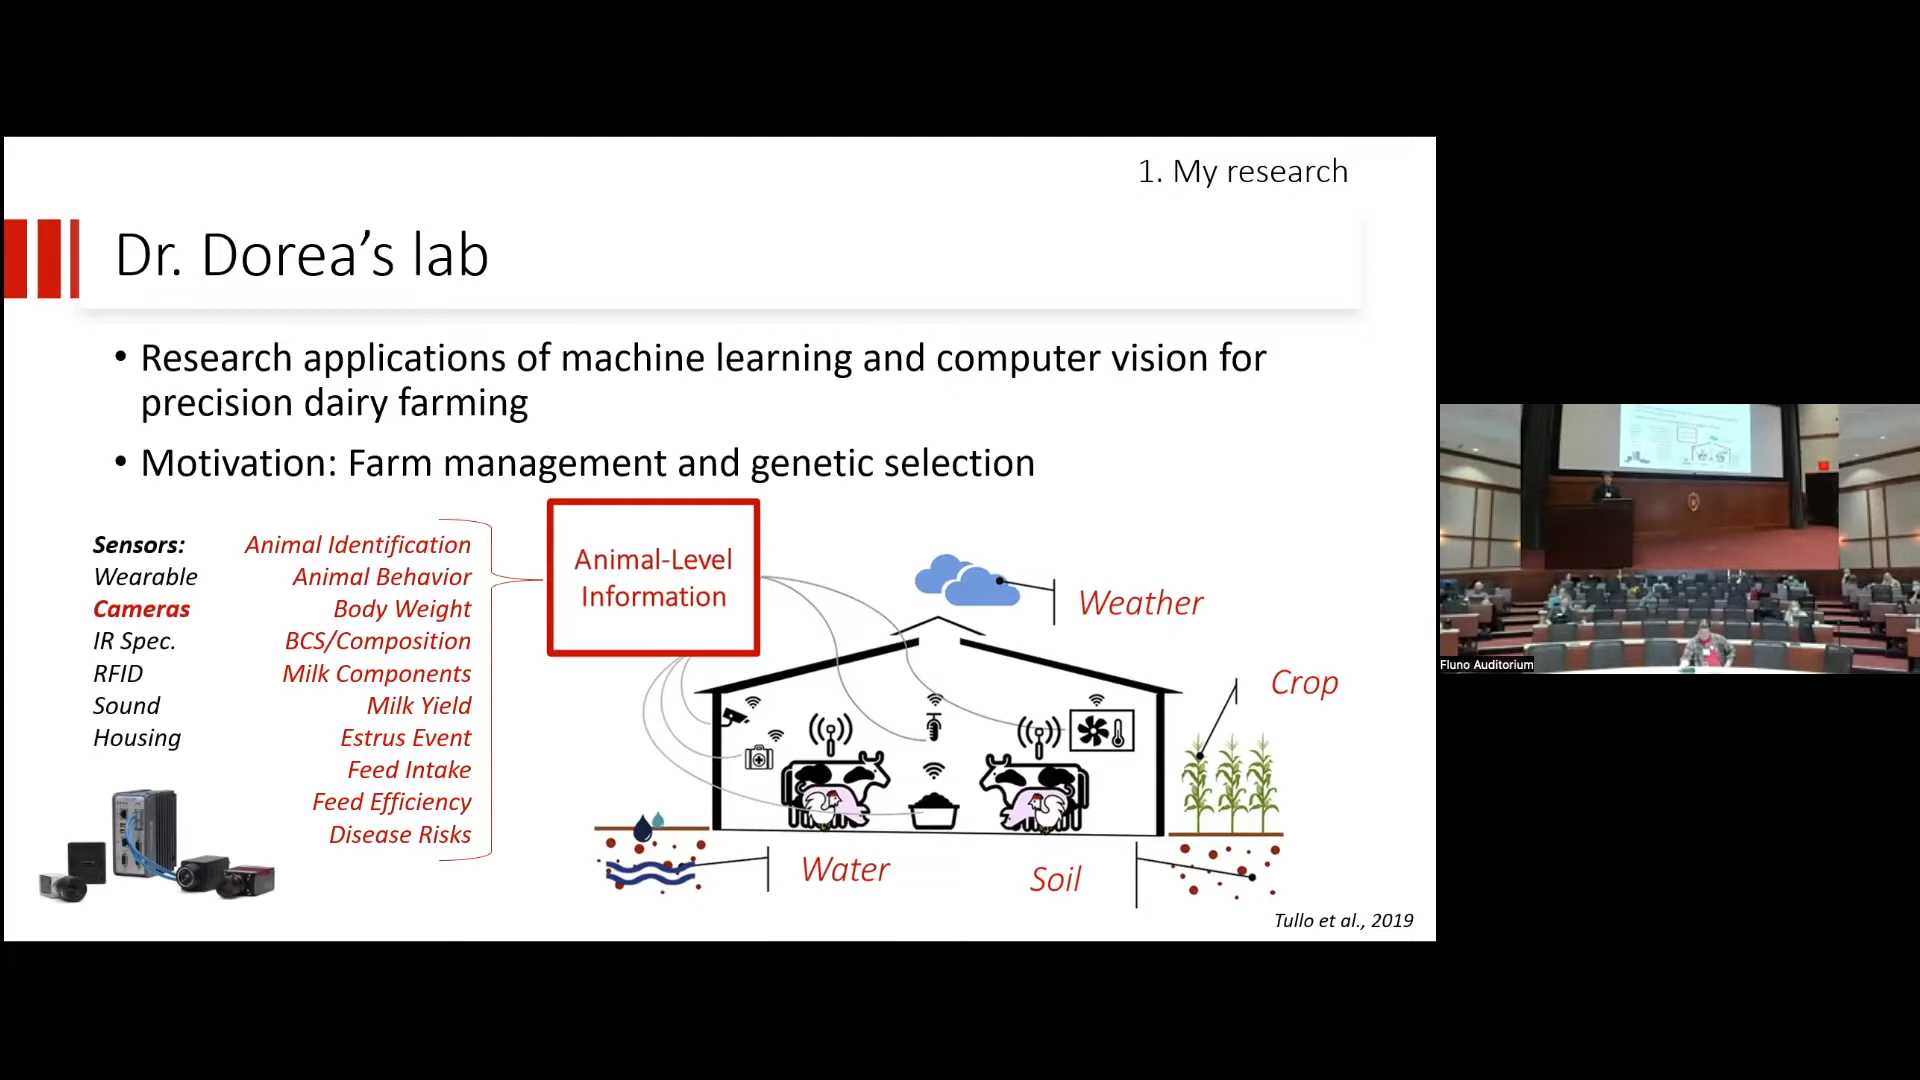 1. My research
Dr. Dorea’s lab
• Research applications of machine learning and computer vision for
precision dairy farming
• Motivation: Farm management and genetic selection
Sensors:
Wearable
Cameras
IR Spec.
RFID
Sound
Housing
Animal Identification
Animal Behavior
Body Weight
BCS/Composition
Milk Components
Milk Yield
Estrus Event
Feed Intake
Feed Efficiency
Disease Risks
Animal-Level
Information
Weather
Crop
Water
Soil
Tullo et al., 2019
Fluno Auditorium